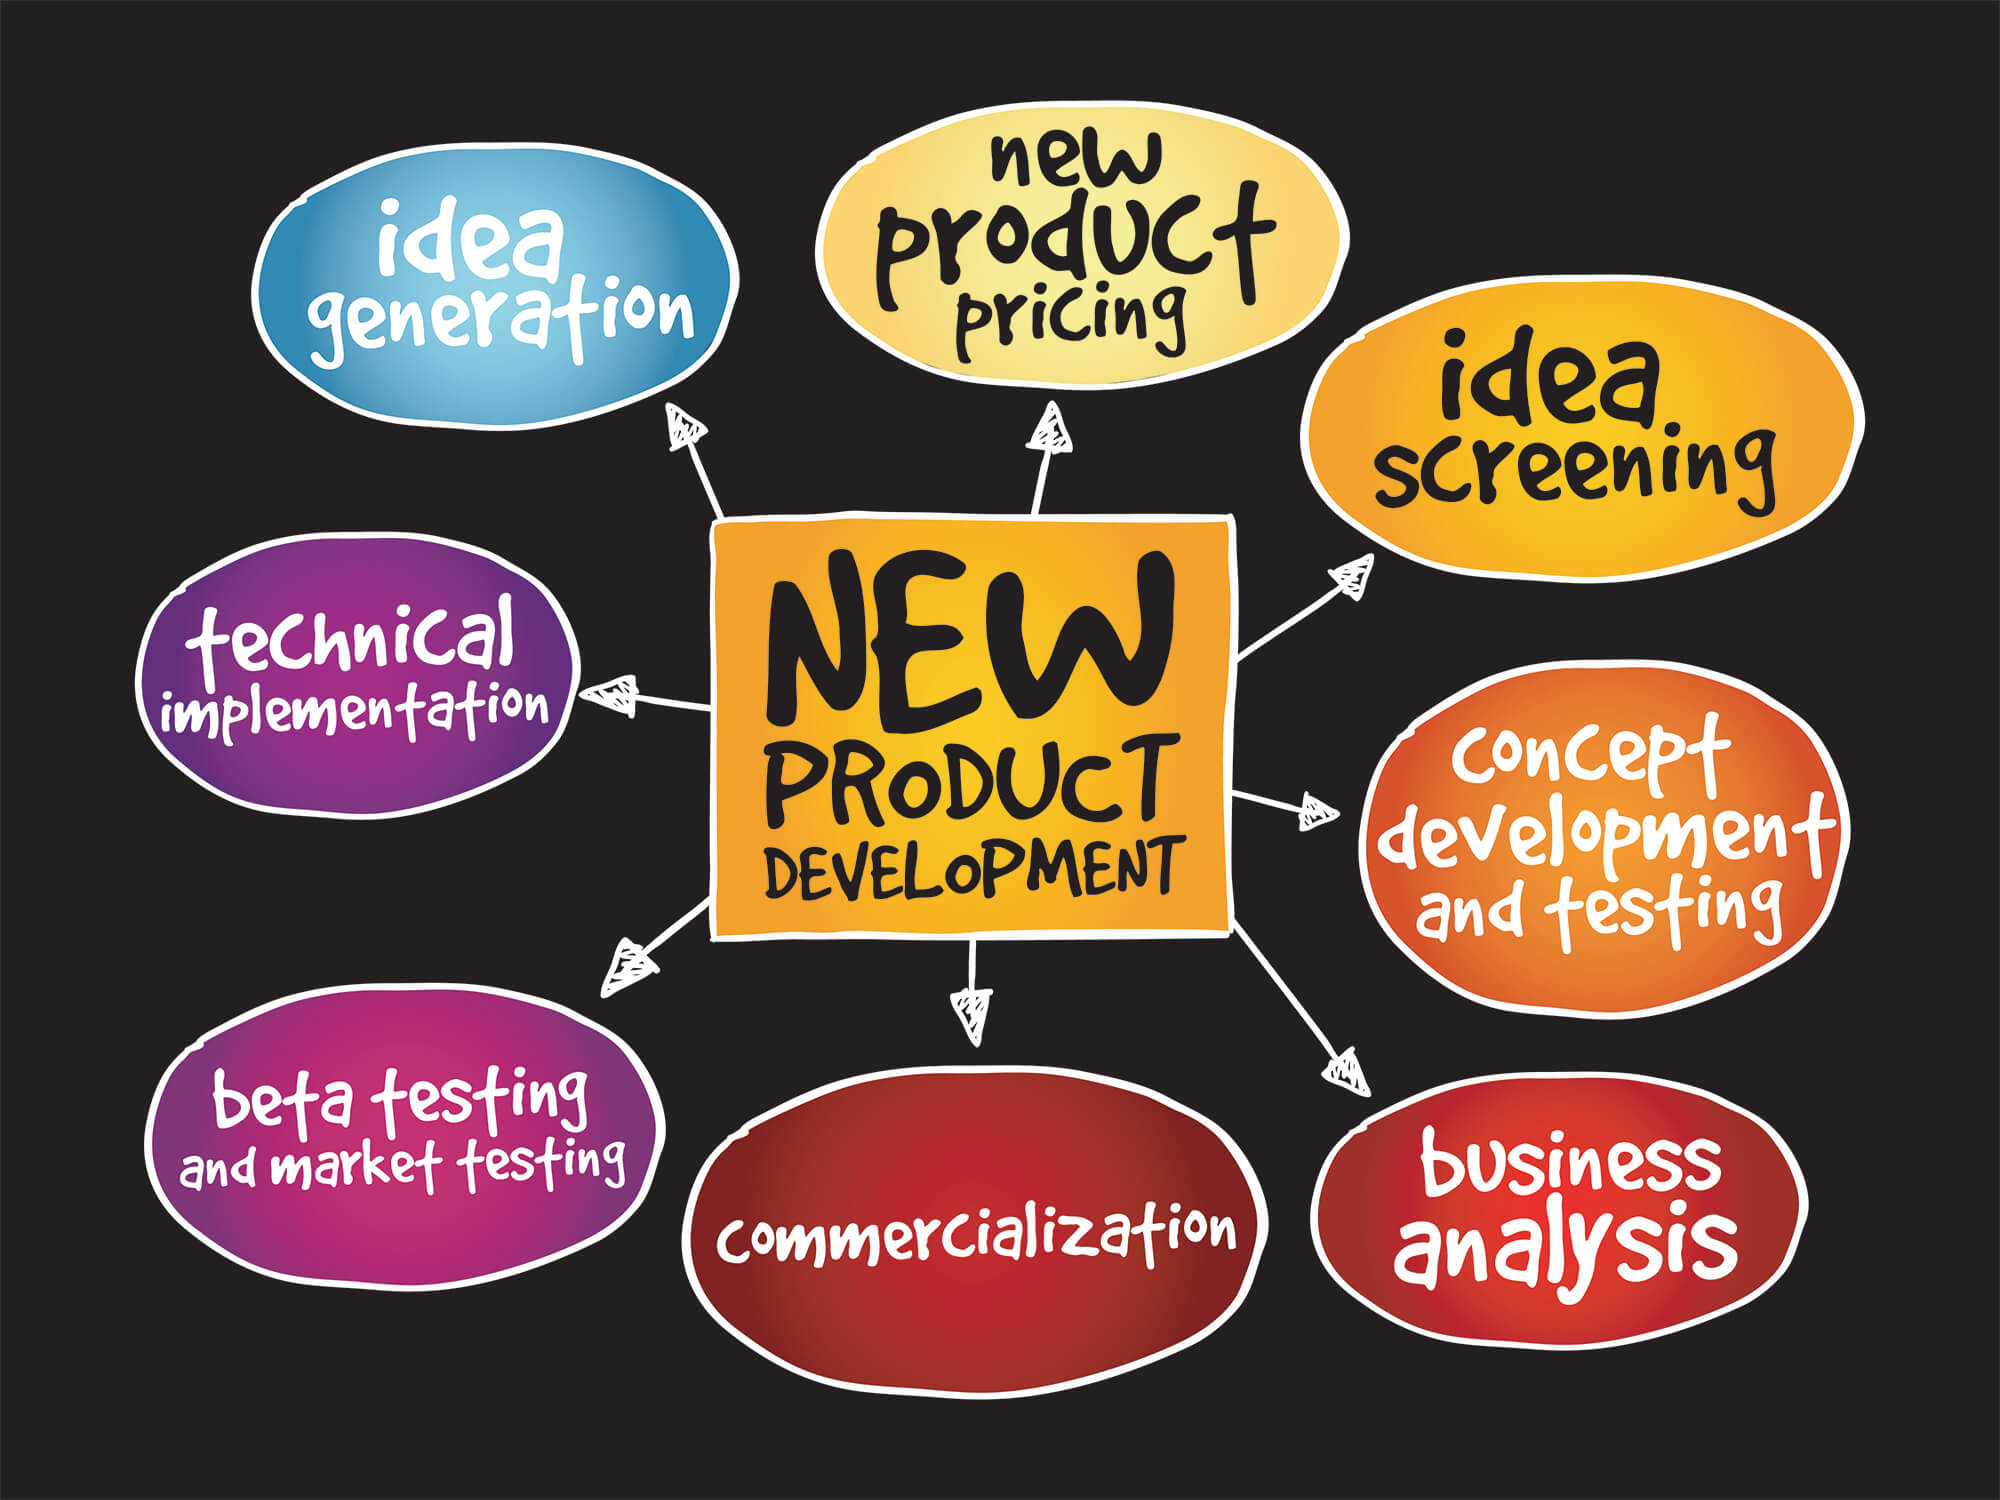 idea
generation
new
product
pricing
idea
screening
technical
implementation
NEW
PRODUCT
DEVELOPMENT
concept
development
and testing
beta testing
and market testing
commercialization
business
analysis